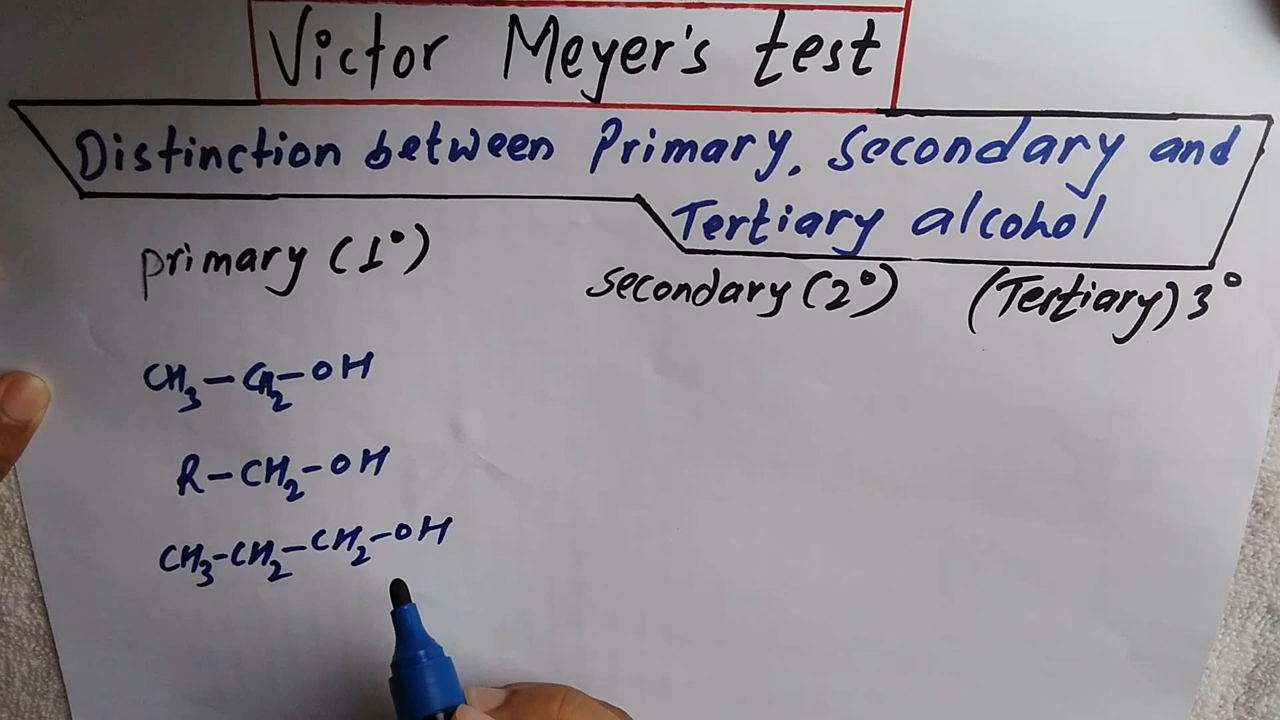 Victor Meyer's test
Distinction between Primary, Secondary and
Tertiary alcohol
primary (1°)
secondary (2°)
(Tertiary) 3°
CH₃-CH₂-OH
R-CH₂-OH
CH₃-CH₂-CH₂-OH